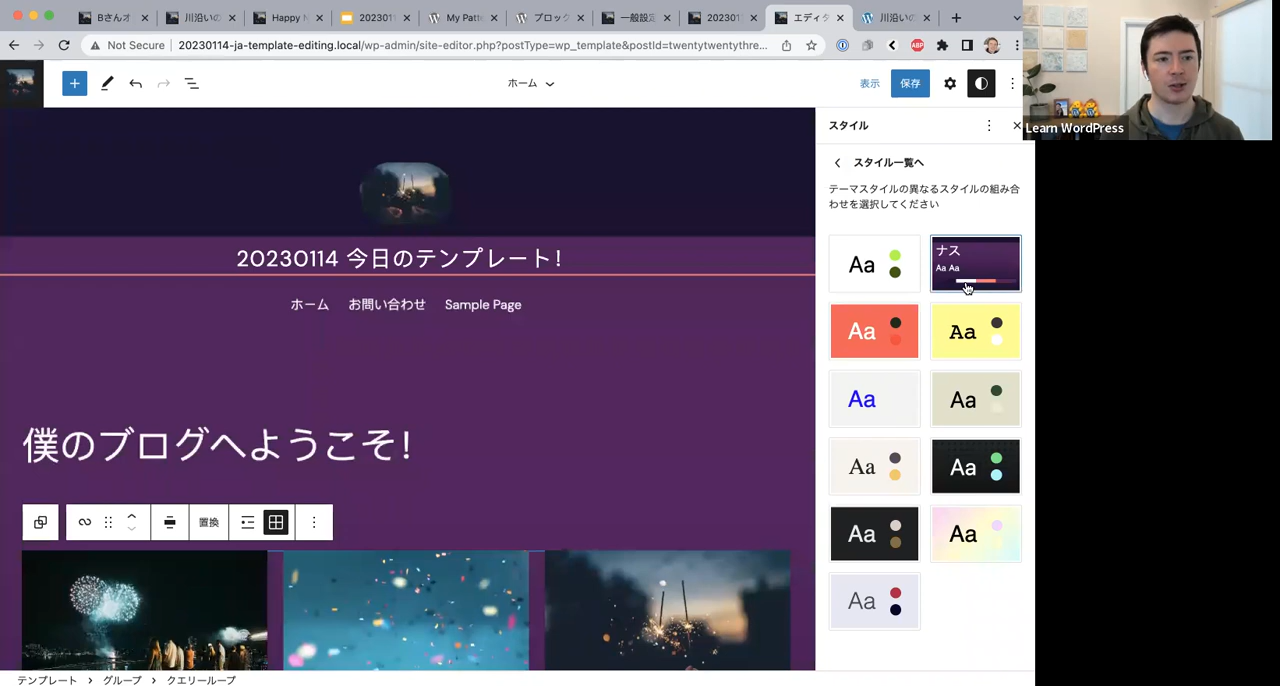 Bさんオ
川沿いの
Happy N
2023011
My Patte
ブロック
一般設定
202301
エディタ
川沿いの
Not Secure
20230114-ja-template-editing.local/wp-admin/site-editor.php?postType=wp_template&postId=twentytwentythre...
ABP
ホーム
表示
保存
Learn WordPress
スタイル
スタイル一覧へ
テーマスタイルの異なるスタイルの組み合
わせを選択してください
20230114 今日のテンプレート!
ホーム お問い合わせ Sample Page
僕のブログへようこそ!
置換
Aa
ナス
Aa Aa
Aa
Aa
Aa
Aa
Aa
Aa
Aa
Aa
Aa
テンプレート > グループ > クエリーループ